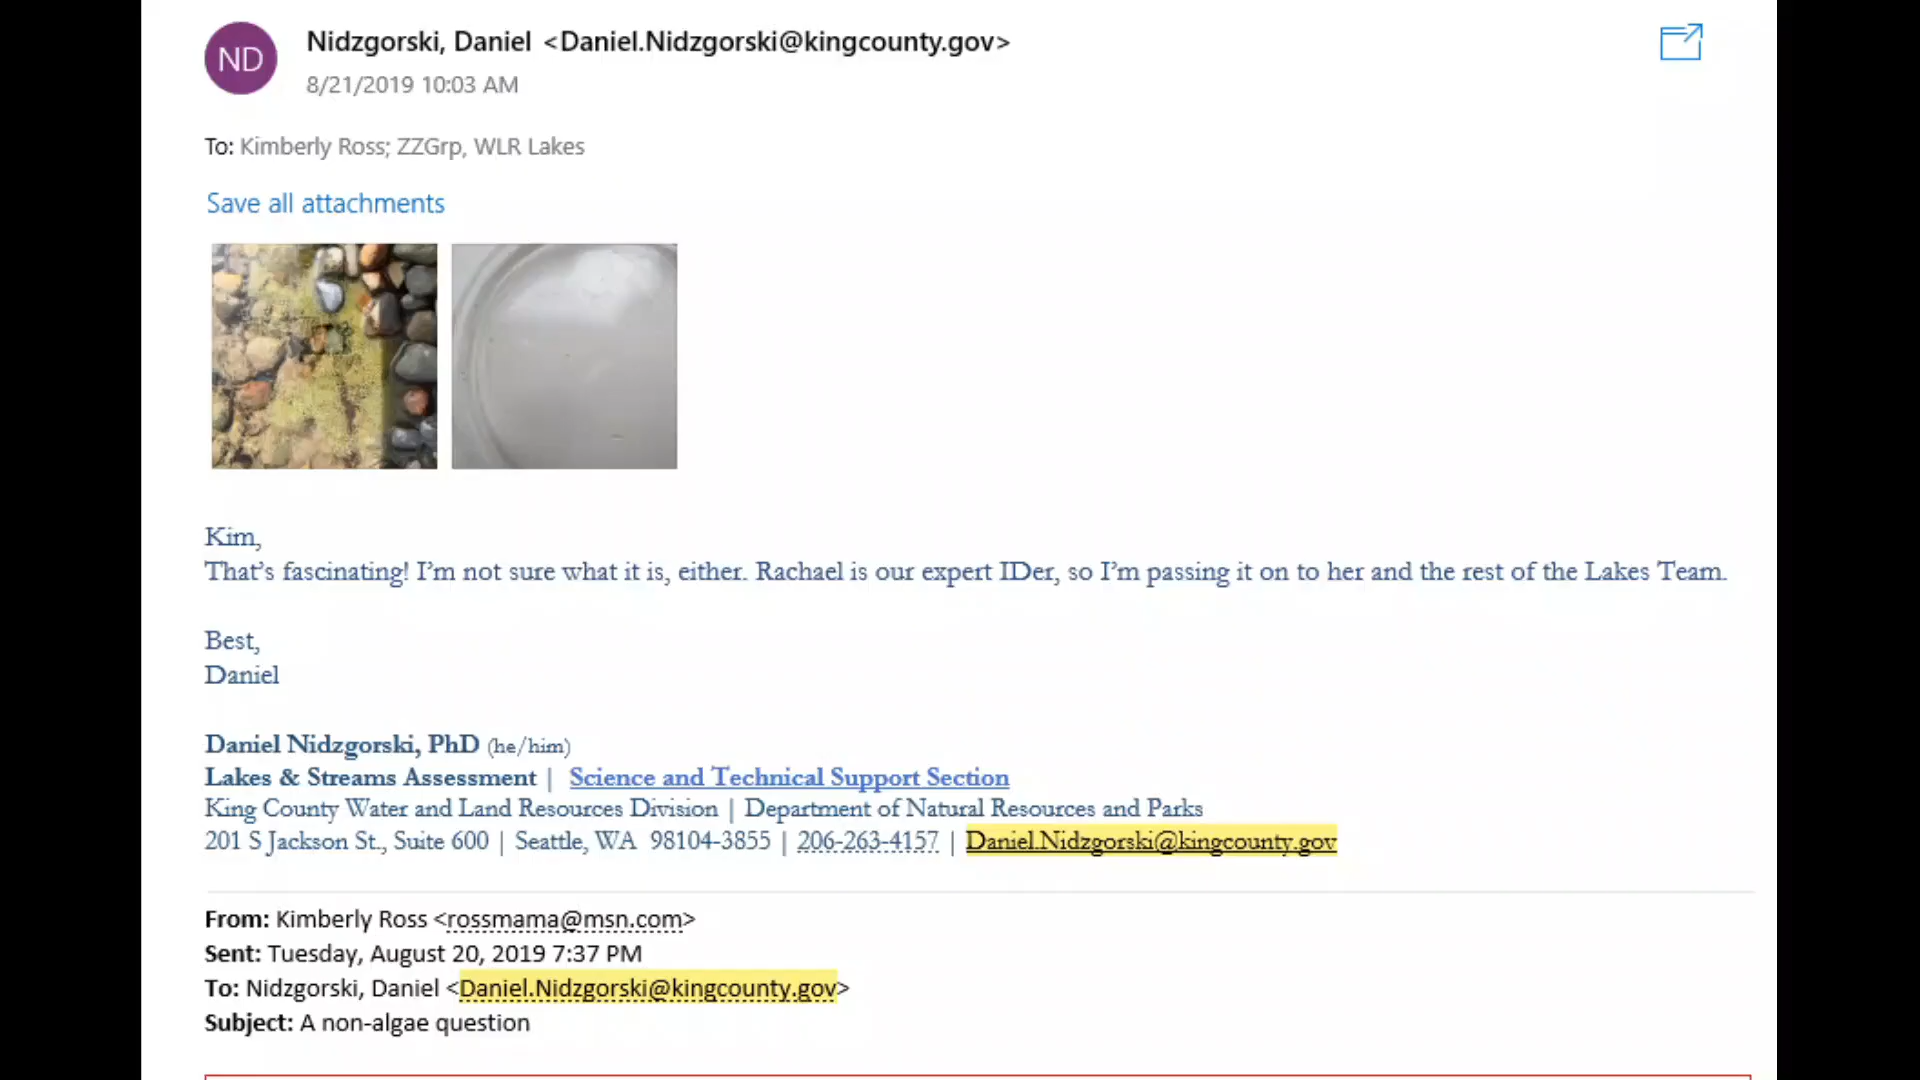 ND
Nidzgorski, Daniel <Daniel.Nidzgorski@kingcounty.gov>
8/21/2019 10:03 AM
To: Kimberly Ross; ZZGrp, WLR Lakes
Save all attachments
Kim,
That's fascinating! I'm not sure what it is, either. Rachael is our expert IDer, so I'm passing it on to her and the rest of the Lakes Team.
Best,
Daniel
Daniel Nidzgorski, PhD (he/him)
Lakes & Streams Assessment | Science and Technical Support Section
King County Water and Land Resources Division | Department of Natural Resources and Parks
201 S Jackson St., Suite 600 | Seattle, WA 98104-3855 | 206-263-4157 | Daniel.Nidzgorski@kingcounty.gov
From: Kimberly Ross <rossmama@msn.com>
Sent: Tuesday, August 20, 2019 7:37 PM
To: Nidzgorski, Daniel <Daniel.Nidzgorski@kingcounty.gov>
Subject: A non-algae question